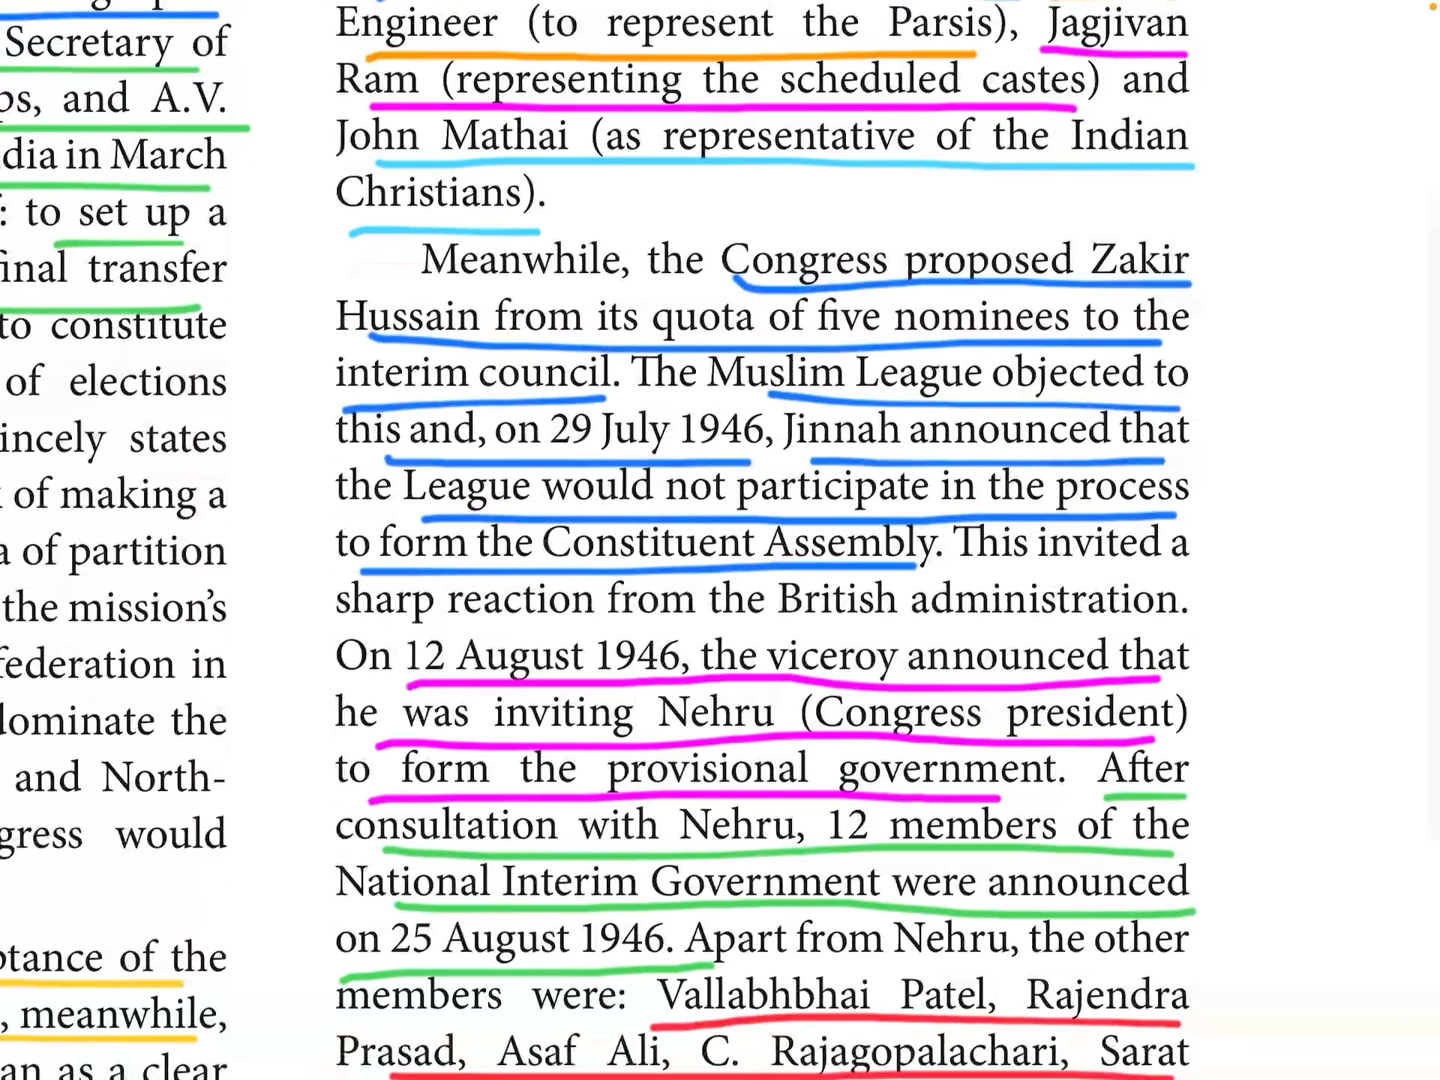 Secretary of
and A.V.
in March
: to set up a
transfer
to constitute
of elections
states
of making a
of partition
the mission's
federation in
dominate the
and North-
would
of the
, meanwhile,
as a clear
Engineer (to represent the Parsis), Jagjivan
Ram (representing the scheduled castes) and
John Mathai (as representative of the Indian
Christians).
Meanwhile, the Congress proposed Zakir
Hussain from its quota of five nominees to the
interim council. The Muslim League objected to
this and, on 29 July 1946, Jinnah announced that
the League would not participate in the process
to form the Constituent Assembly. This invited a
sharp reaction from the British administration.
On 12 August 1946, the viceroy announced that
he was inviting Nehru (Congress president)
to form the provisional government. After
consultation with Nehru, 12 members of the
National Interim Government were announced
on 25 August 1946. Apart from Nehru, the other
members were: Vallabhbhai Patel, Rajendra
Prasad, Asaf Ali, C. Rajagopalachari, Sarat